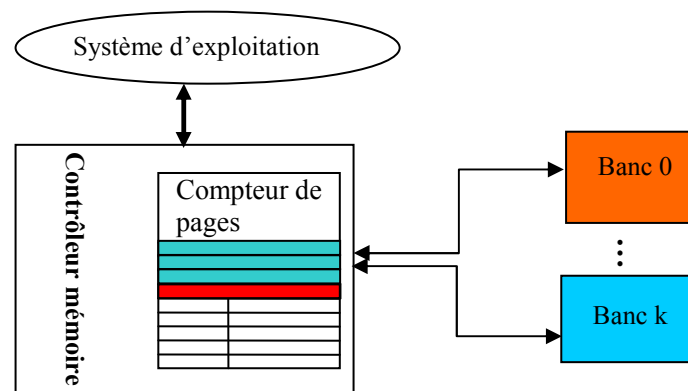 Système d'exploitation
Contrôleur mémoire
Compteur de
pages
Banc 0
...
Banc k